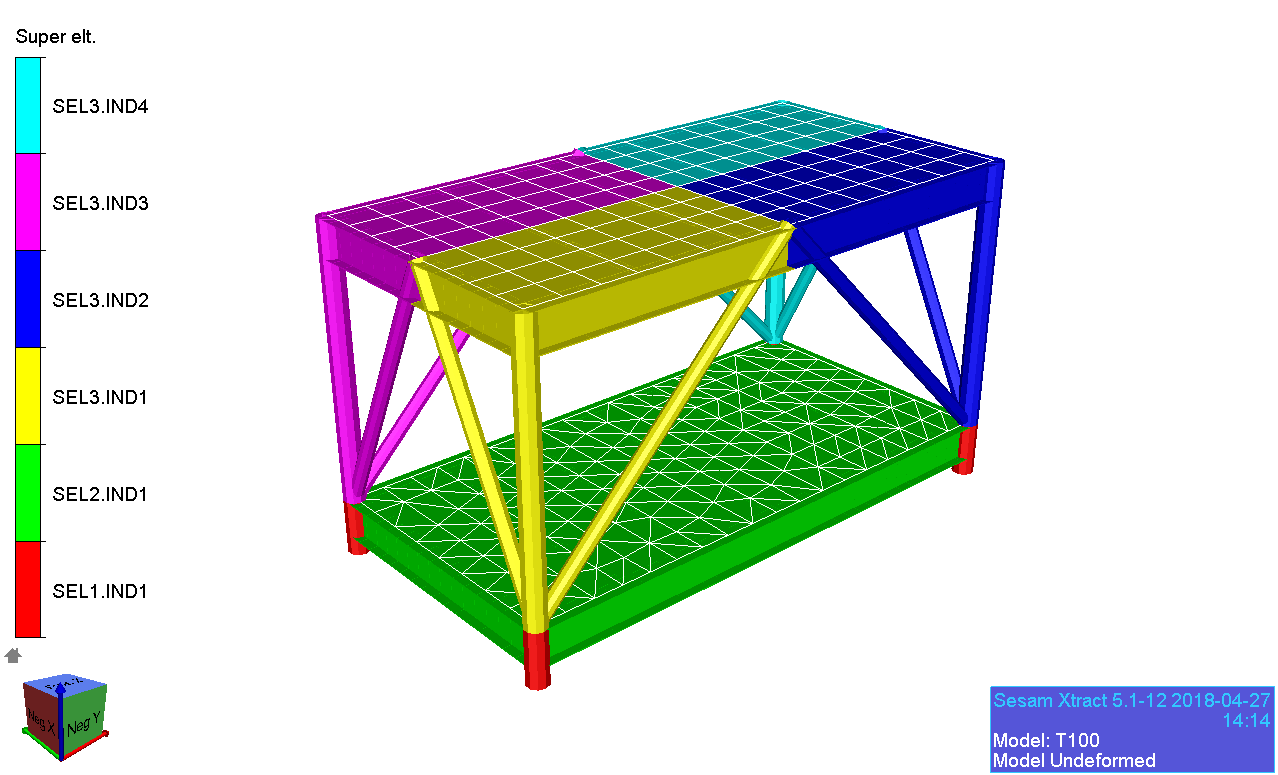 Super elt.
SEL3.IND4
SEL3.IND3
SEL3.IND2
SEL3.IND1
SEL2.IND1
SEL1.IND1
Neg X
Neg Y
Sesam Xtract 5.1-12 2018-04-27
14:14
Model: T100
Model Undeformed